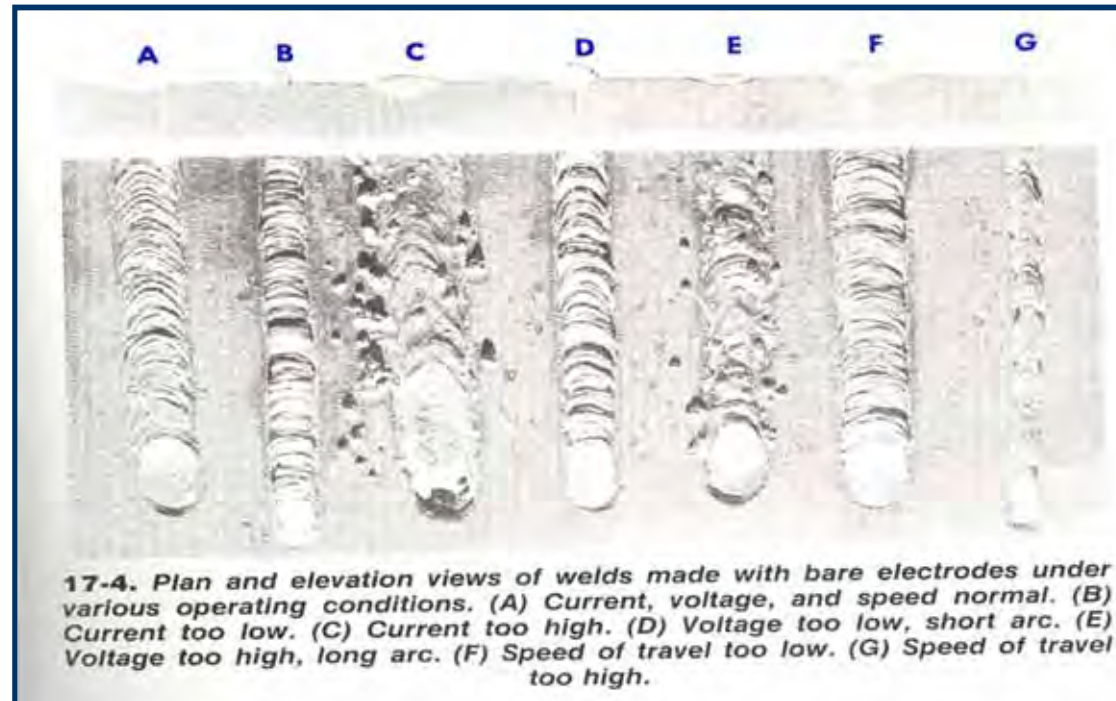 A B C D E F G
17-4. Plan and elevation views of welds made with bare electrodes under
various operating conditions. (A) Current, voltage, and speed normal. (B)
Current too low. (C) Current too high. (D) Voltage too low, short arc. (E)
Voltage too high, long arc. (F) Speed of travel too low. (G) Speed of travel
too high.